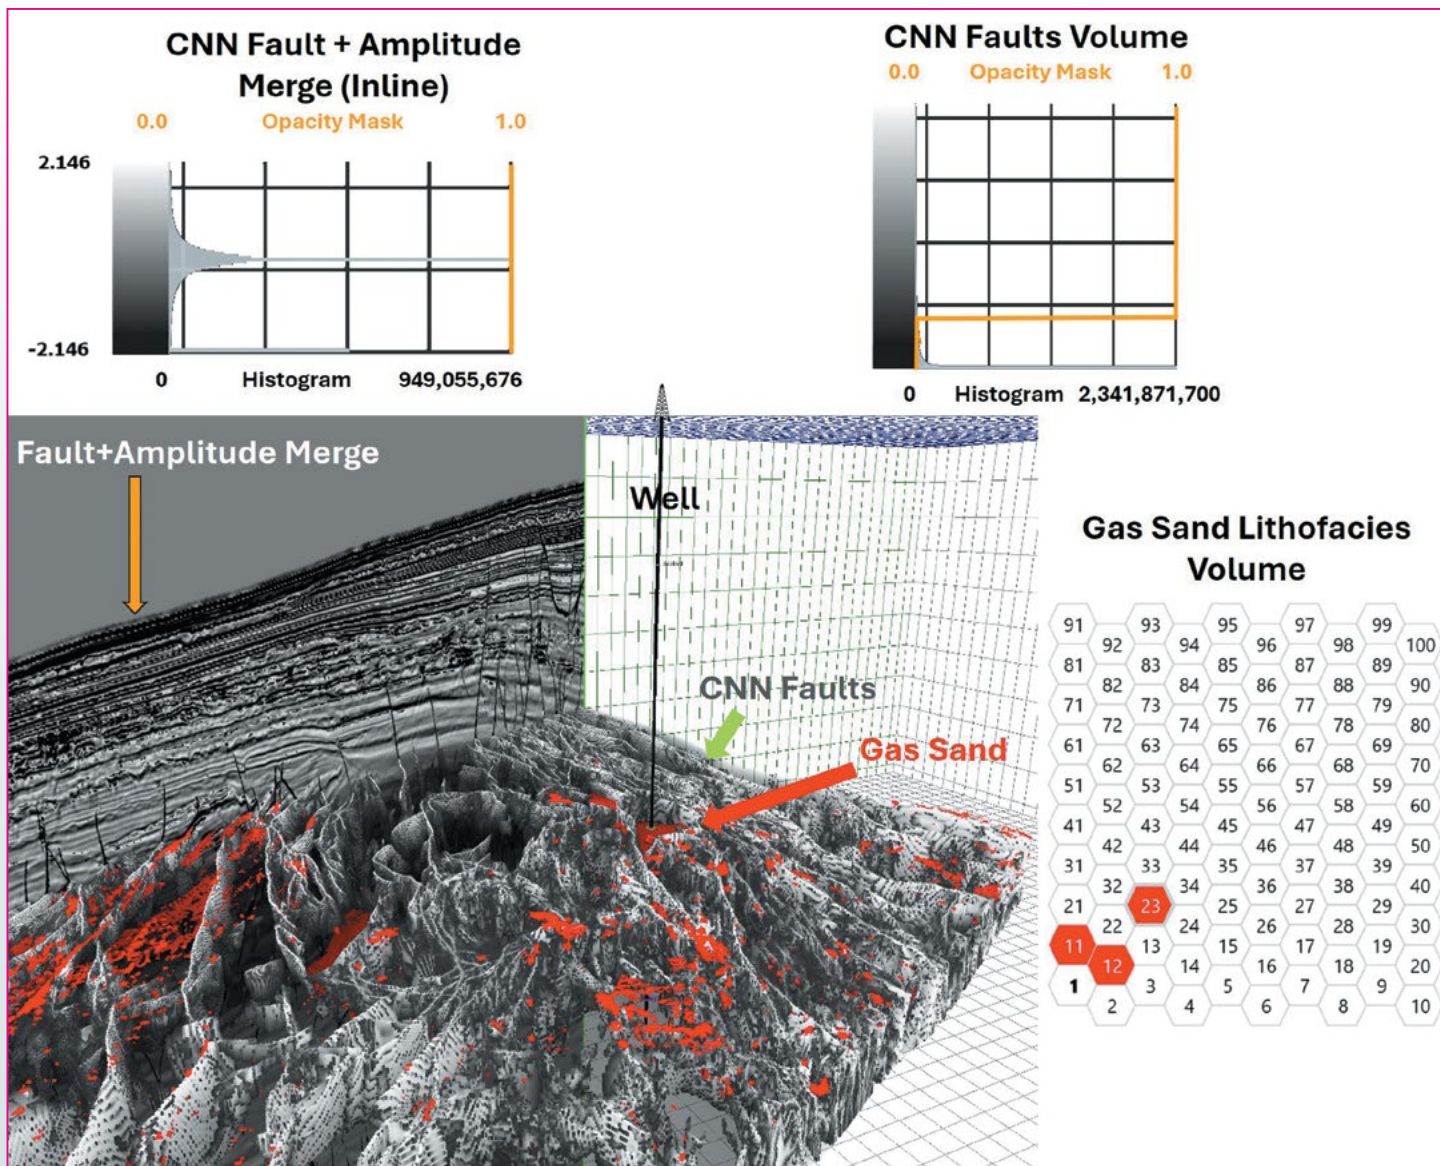 CNN Fault + Amplitude
Merge (Inline)
0.0 Opacity Mask 1.0
2.146
-2.146
0 Histogram 949,055,676
CNN Faults Volume
0.0 Opacity Mask 1.0
0 Histogram 2,341,871,700
Fault+Amplitude Merge
Well
CNN Faults
Gas Sand
Gas Sand Lithofacies
Volume
91 93 95 97 99
92 94 96 98 100
81 83 85 87 89
82 84 86 88 90
71 73 75 77 79
72 74 76 78 80
61 63 65 67 69
62 64 66 68 70
51 53 55 57 59
52 54 56 58 60
41 43 45 47 49
42 44 46 48 50
31 33 35 37 39
32 34 36 38 40
21 23 25 27 29
22 24 26 28 30
11 13 15 17 19
12 14 16 18 20
1 3 5 7 9
2 4 6 8 10